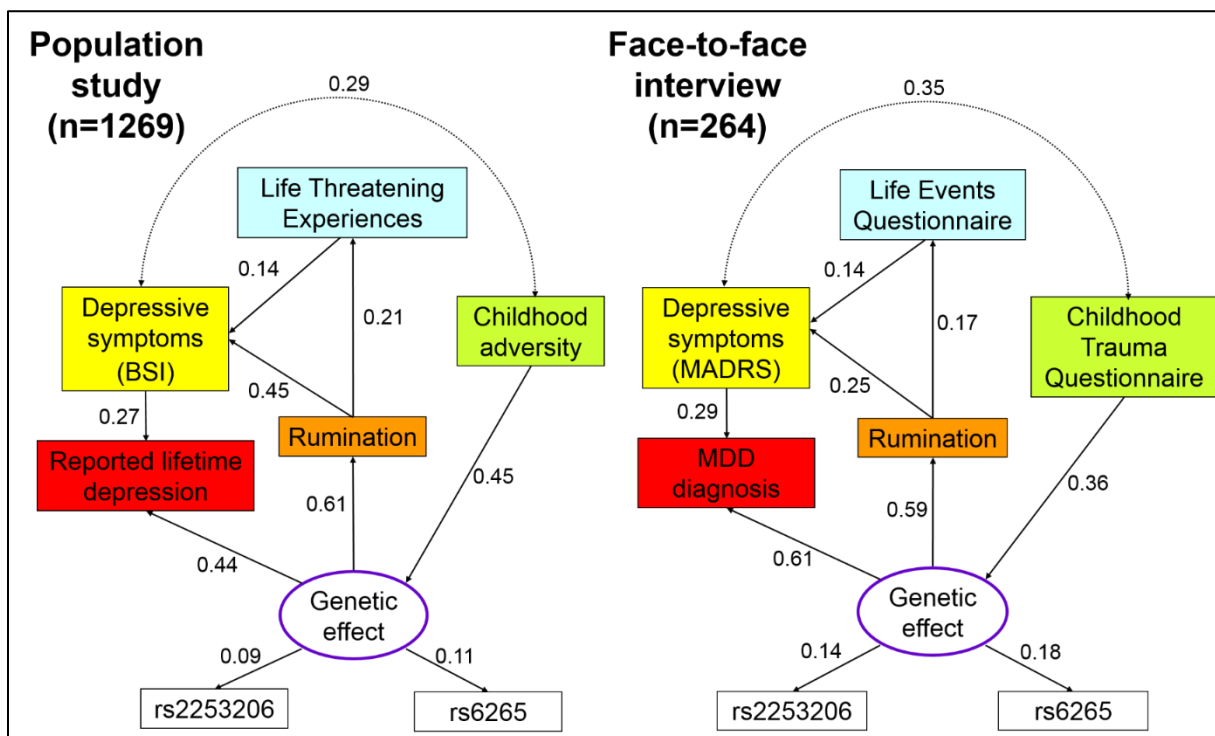 Population
study
(n=1269)
0.29
Life Threatening
Experiences
0.14
Depressive
symptoms
(BSI)
0.21
Childhood
adversity
0.45
0.27
Rumination
Reported lifetime
depression
0.45
0.61
0.44
Genetic
effect
0.09
0.11
rs2253206
rs6265
Face-to-face
interview
(n=264)
0.35
Life Events
Questionnaire
0.14
Depressive
symptoms
(MADRS)
0.17
Childhood
Trauma
Questionnaire
0.25
0.29
Rumination
MDD
diagnosis
0.36
0.59
0.61
Genetic
effect
0.14
0.18
rs2253206
rs6265